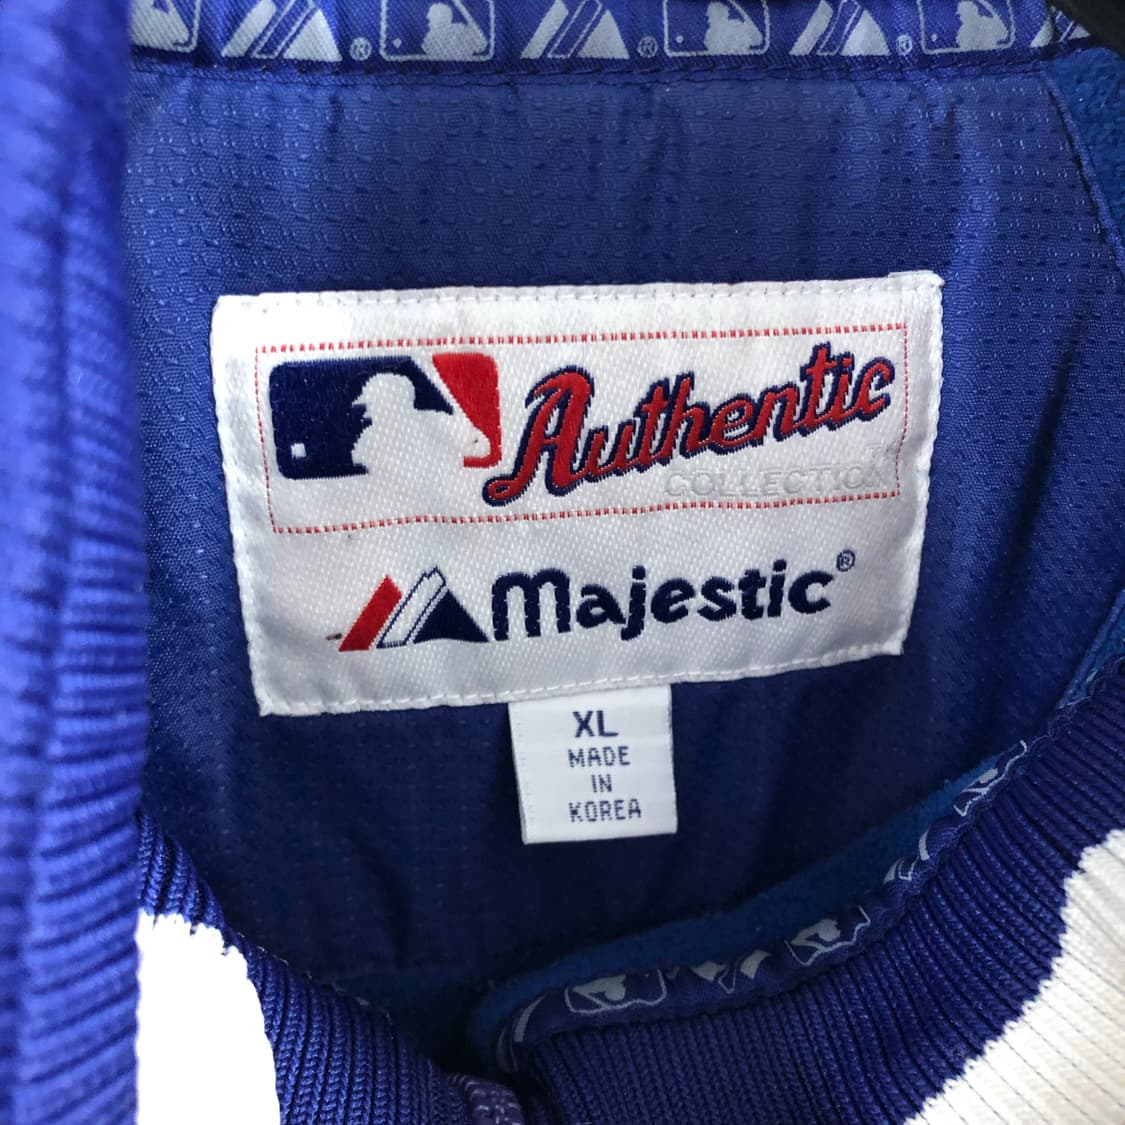 ® ® ®
Authentic
COLLECTION
Majestic®
XL
MADE
IN
KOREA